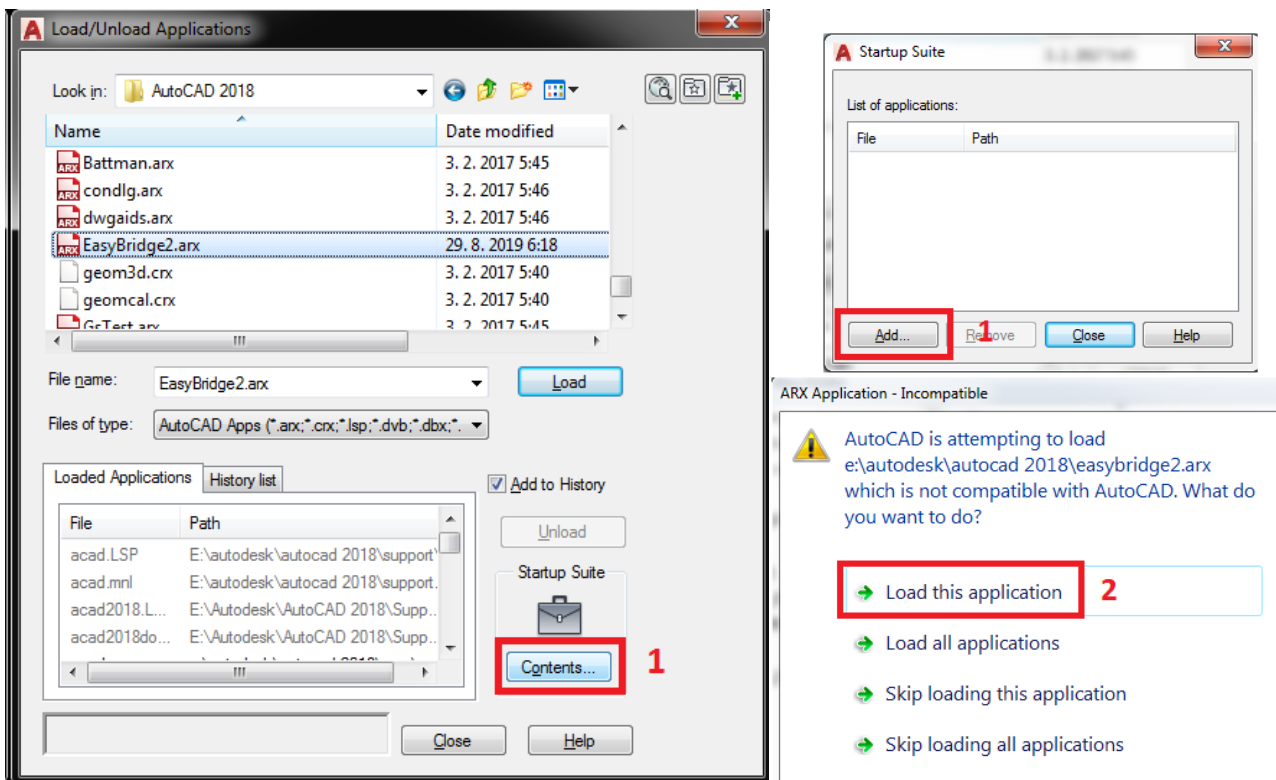 Load/Unload Applications
Look in: AutoCAD 2018
Name Date modified
Battman.arx 3. 2. 2017 5:45
condlg.arx 3. 2. 2017 5:46
dwgaids.arx 3. 2. 2017 5:46
EasyBridge2.arx 29. 8. 2019 6:18
geom3d.crx 3. 2. 2017 5:40
geomcal.crx 3. 2. 2017 5:40
GsTest.arx 3. 2. 2017 5:45
File name: EasyBridge2.arx Load
Files of type: AutoCAD Apps (*.arx;*.crx;*.lsp;*.dvb;*.dbx;*.
Loaded Applications History list
Add to History
File Path
acad.LSP E:\autodesk\autocad 2018\support\
acad.mnl E:\autodesk\autocad 2018\support.
acad2018.L... E:\Autodesk\AutoCAD 2018\Supp...
acad2018do... E:\Autodesk\AutoCAD 2018\Supp..
Unload
Startup Suite
Contents... 1
Close Help
Startup Suite
List of applications:
File Path
Add... 1 Remove Close Help
ARX Application - Incompatible
AutoCAD is attempting to load
e:\autodesk\autocad 2018\easybridge2.arx
which is not compatible with AutoCAD. What do
you want to do?
Load this application 2
Load all applications
Skip loading this application
Skip loading all applications